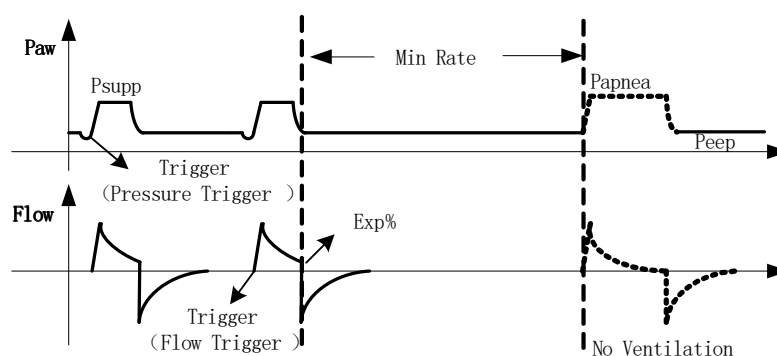 Paw
Min Rate
Psupp
Papnea
Peep
Trigger
(Pressure Trigger )
Flow
Exp%
Trigger
(Flow Trigger )
No Ventilation